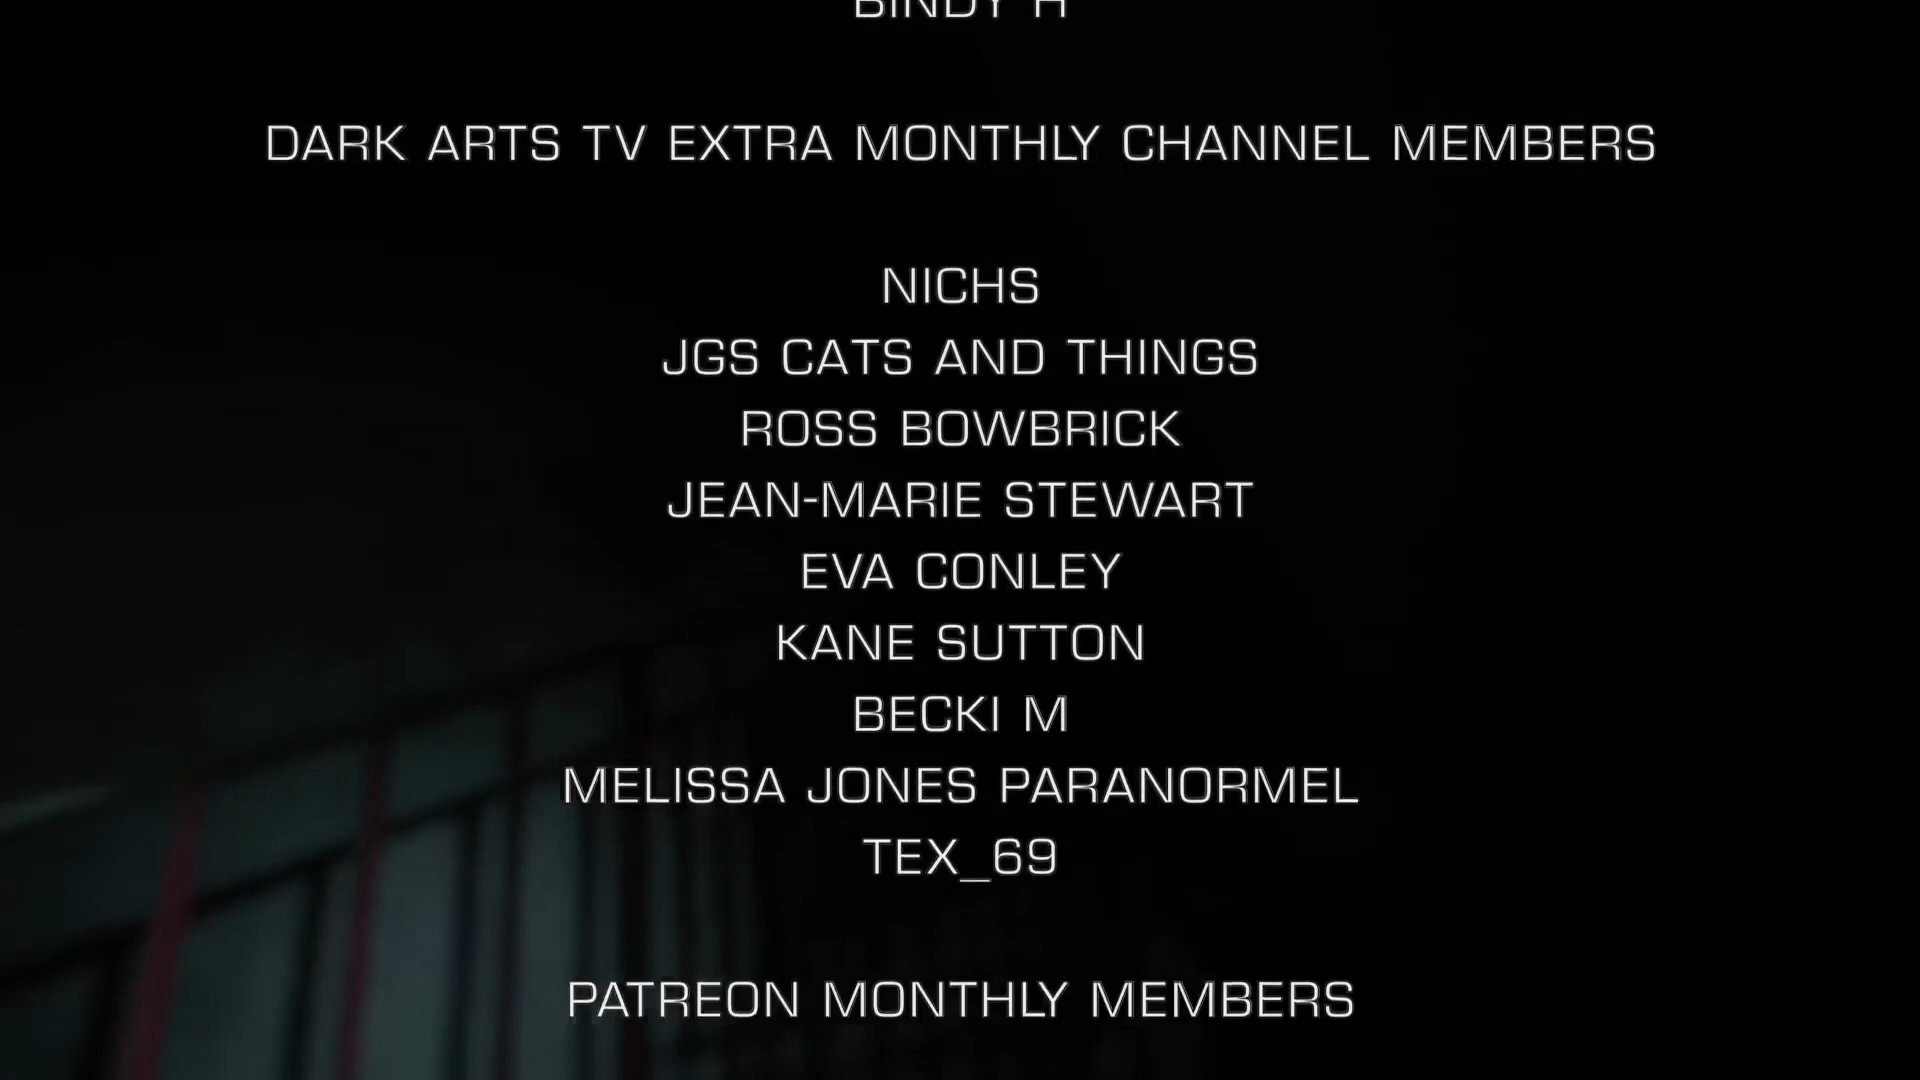 BINDY H
DARK ARTS TV EXTRA MONTHLY CHANNEL MEMBERS
NICHS
JGS CATS AND THINGS
ROSS BOWBRICK
JEAN-MARIE STEWART
EVA CONLEY
KANE SUTTON
BECKI M
MELISSA JONES PARANORMEL
TEX_69
PATREON MONTHLY MEMBERS